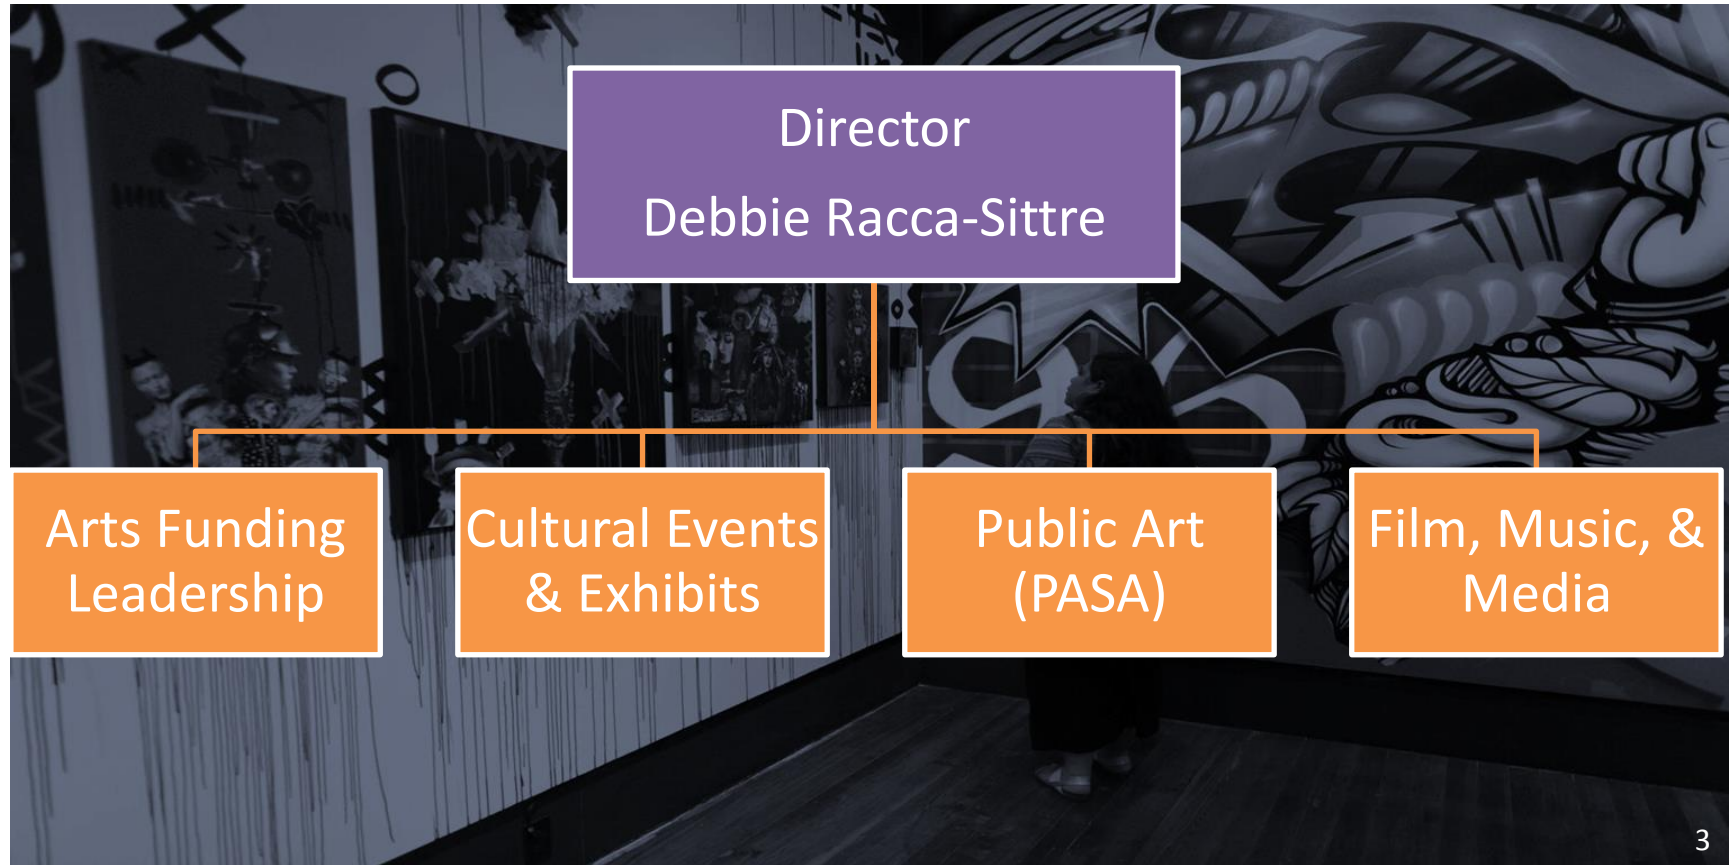 Director
Debbie Racca-Sittre
Arts Funding
Leadership
Cultural Events
& Exhibits
Public Art
(PASA)
Film, Music, &
Media
3